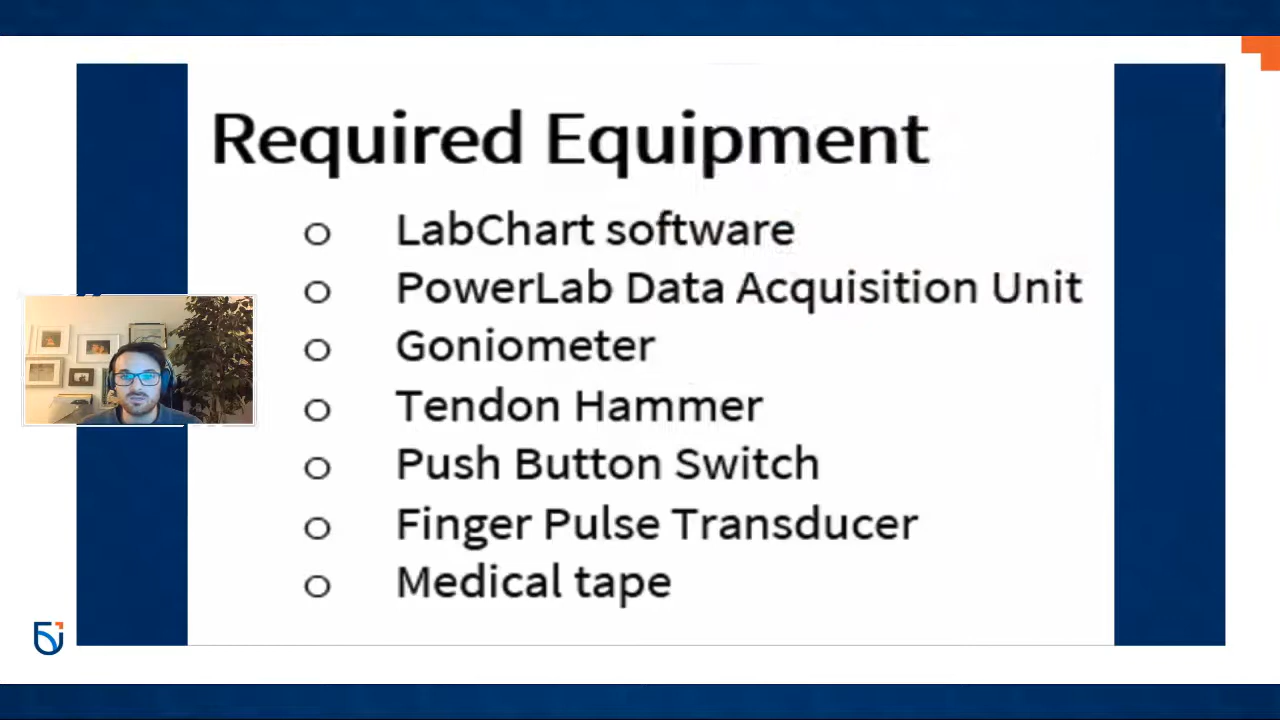 Required Equipment
LabChart software
PowerLab Data Acquisition Unit
Goniometer
Tendon Hammer
Push Button Switch
Finger Pulse Transducer
Medical tape